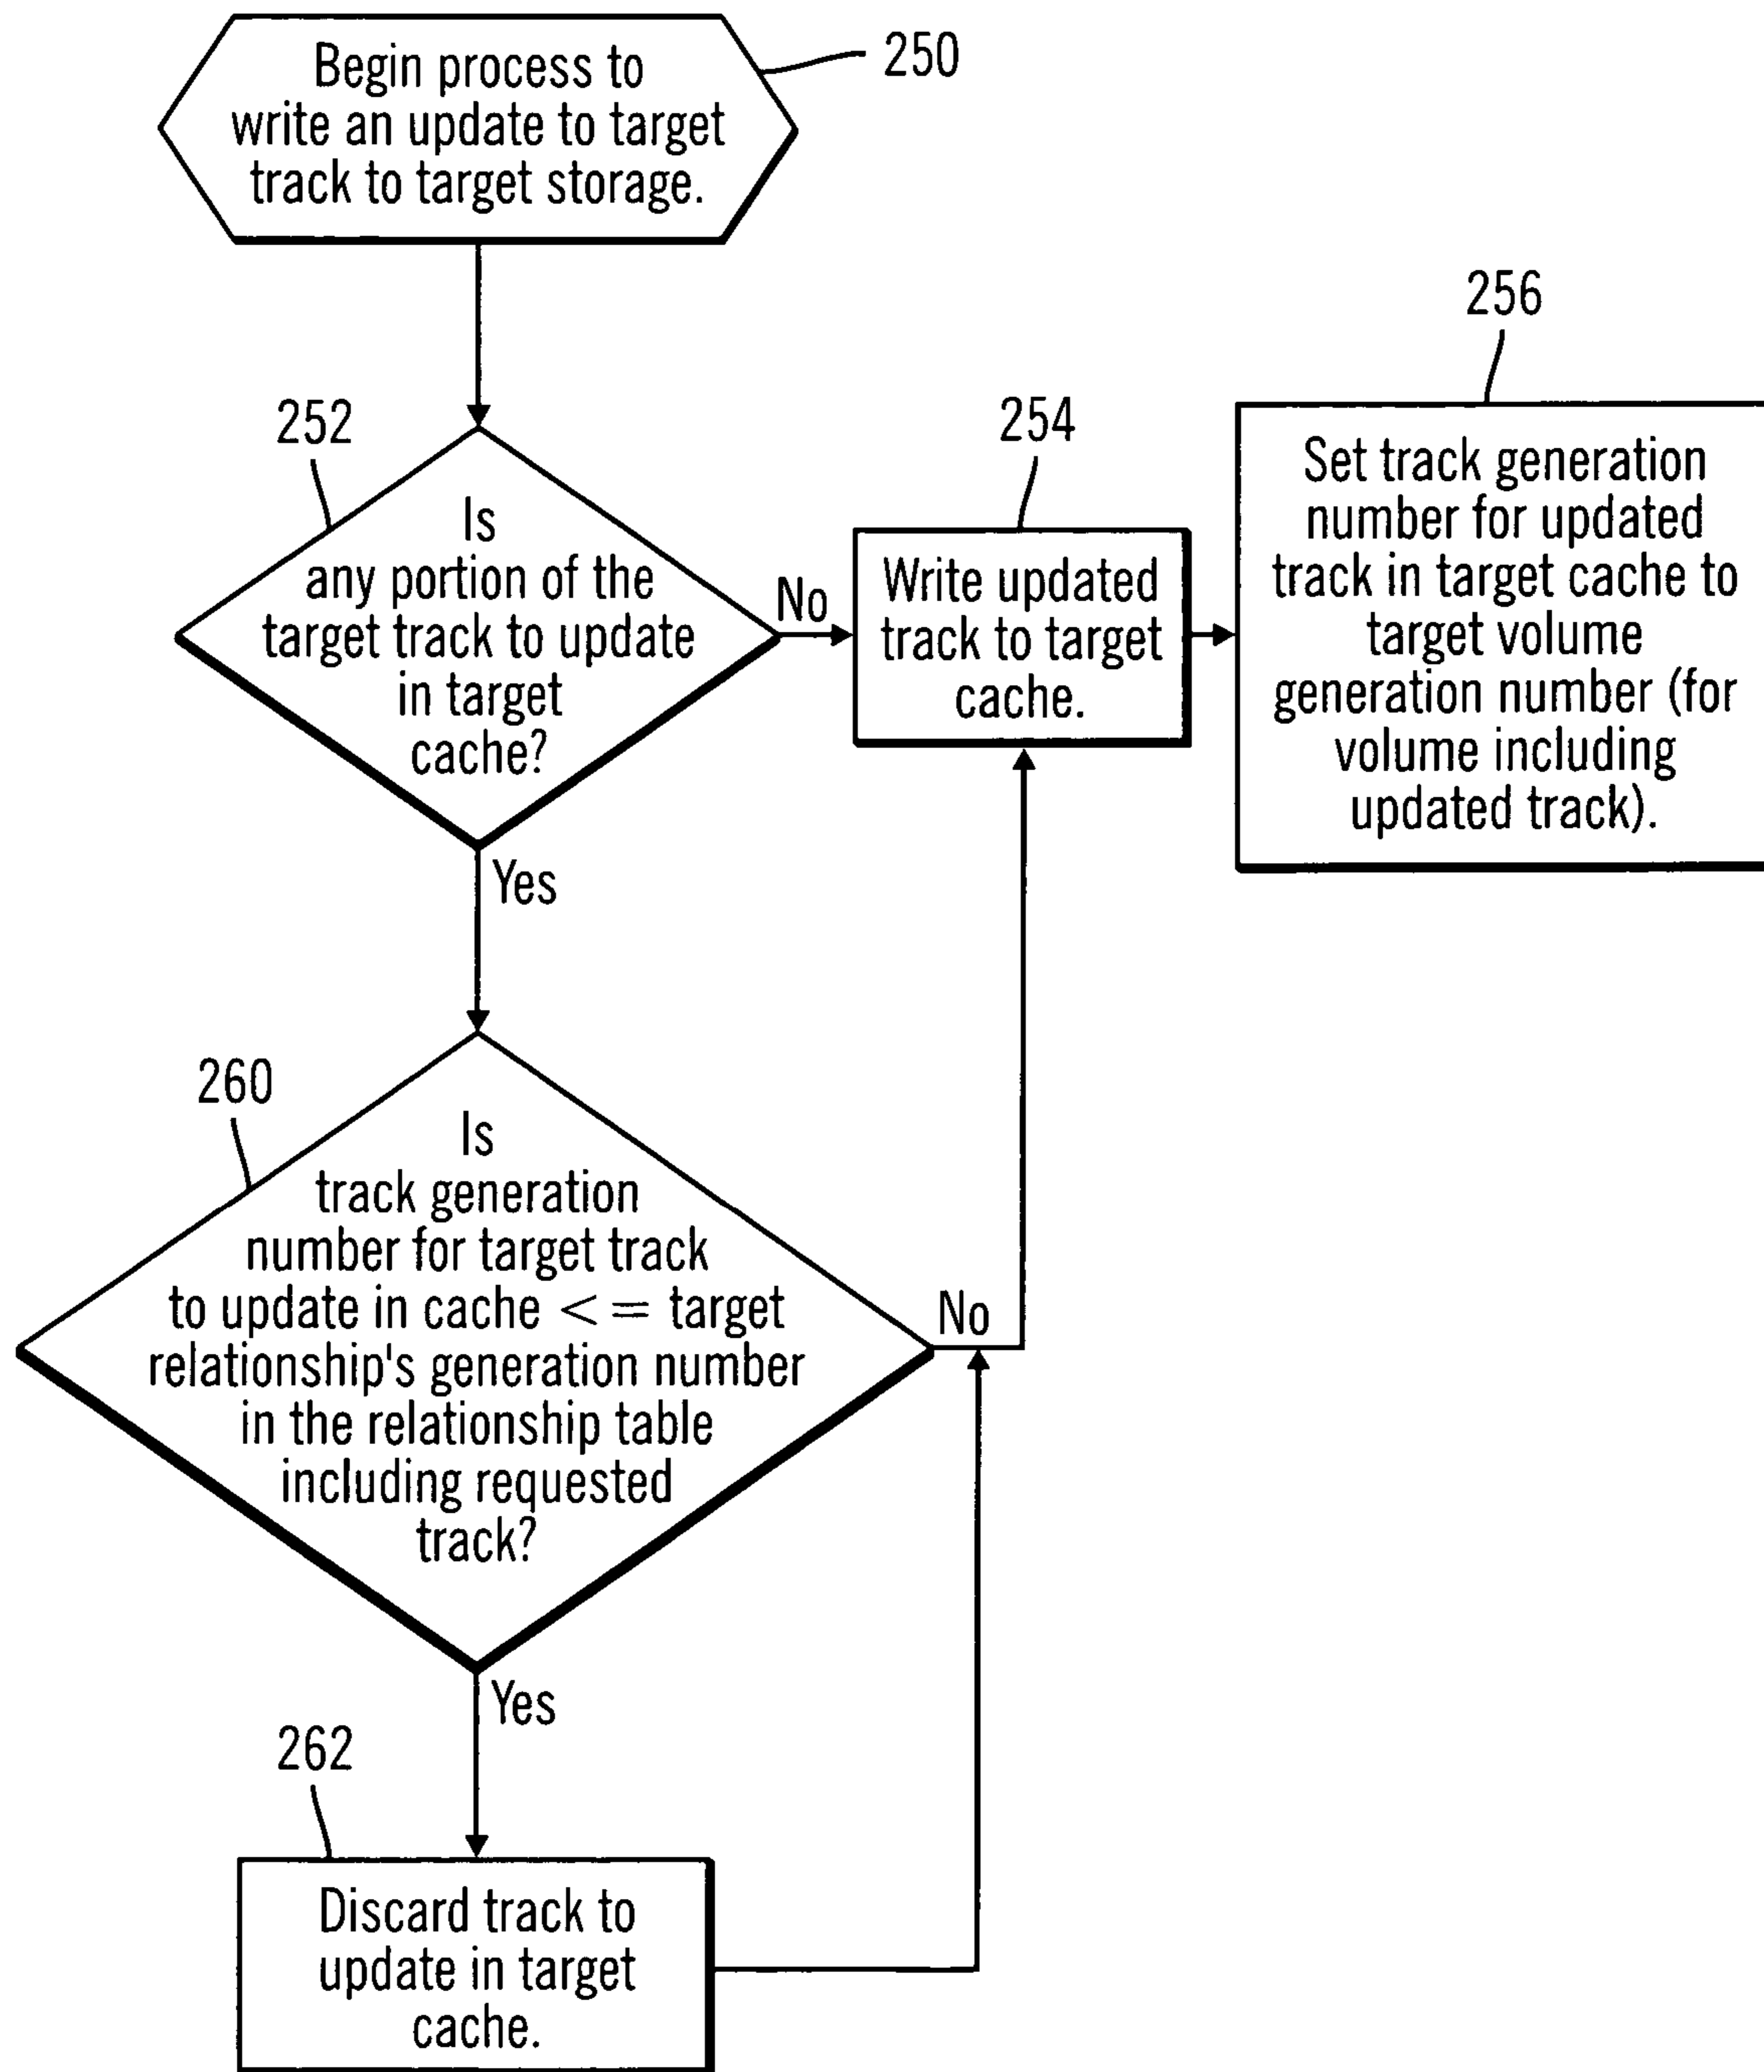 Begin process to
write an update to target
track to target storage.
250
252
Is
any portion of the
target track to update
in target
cache?
No
Yes
254
Write updated
track to target
cache.
256
Set track generation
number for updated
track in target cache to
target volume
generation number (for
volume including
updated track).
260
Is
track generation
number for target track
to update in cache < = target
relationship's generation number
in the relationship table
including requested
track?
No
Yes
262
Discard track to
update in target
cache.